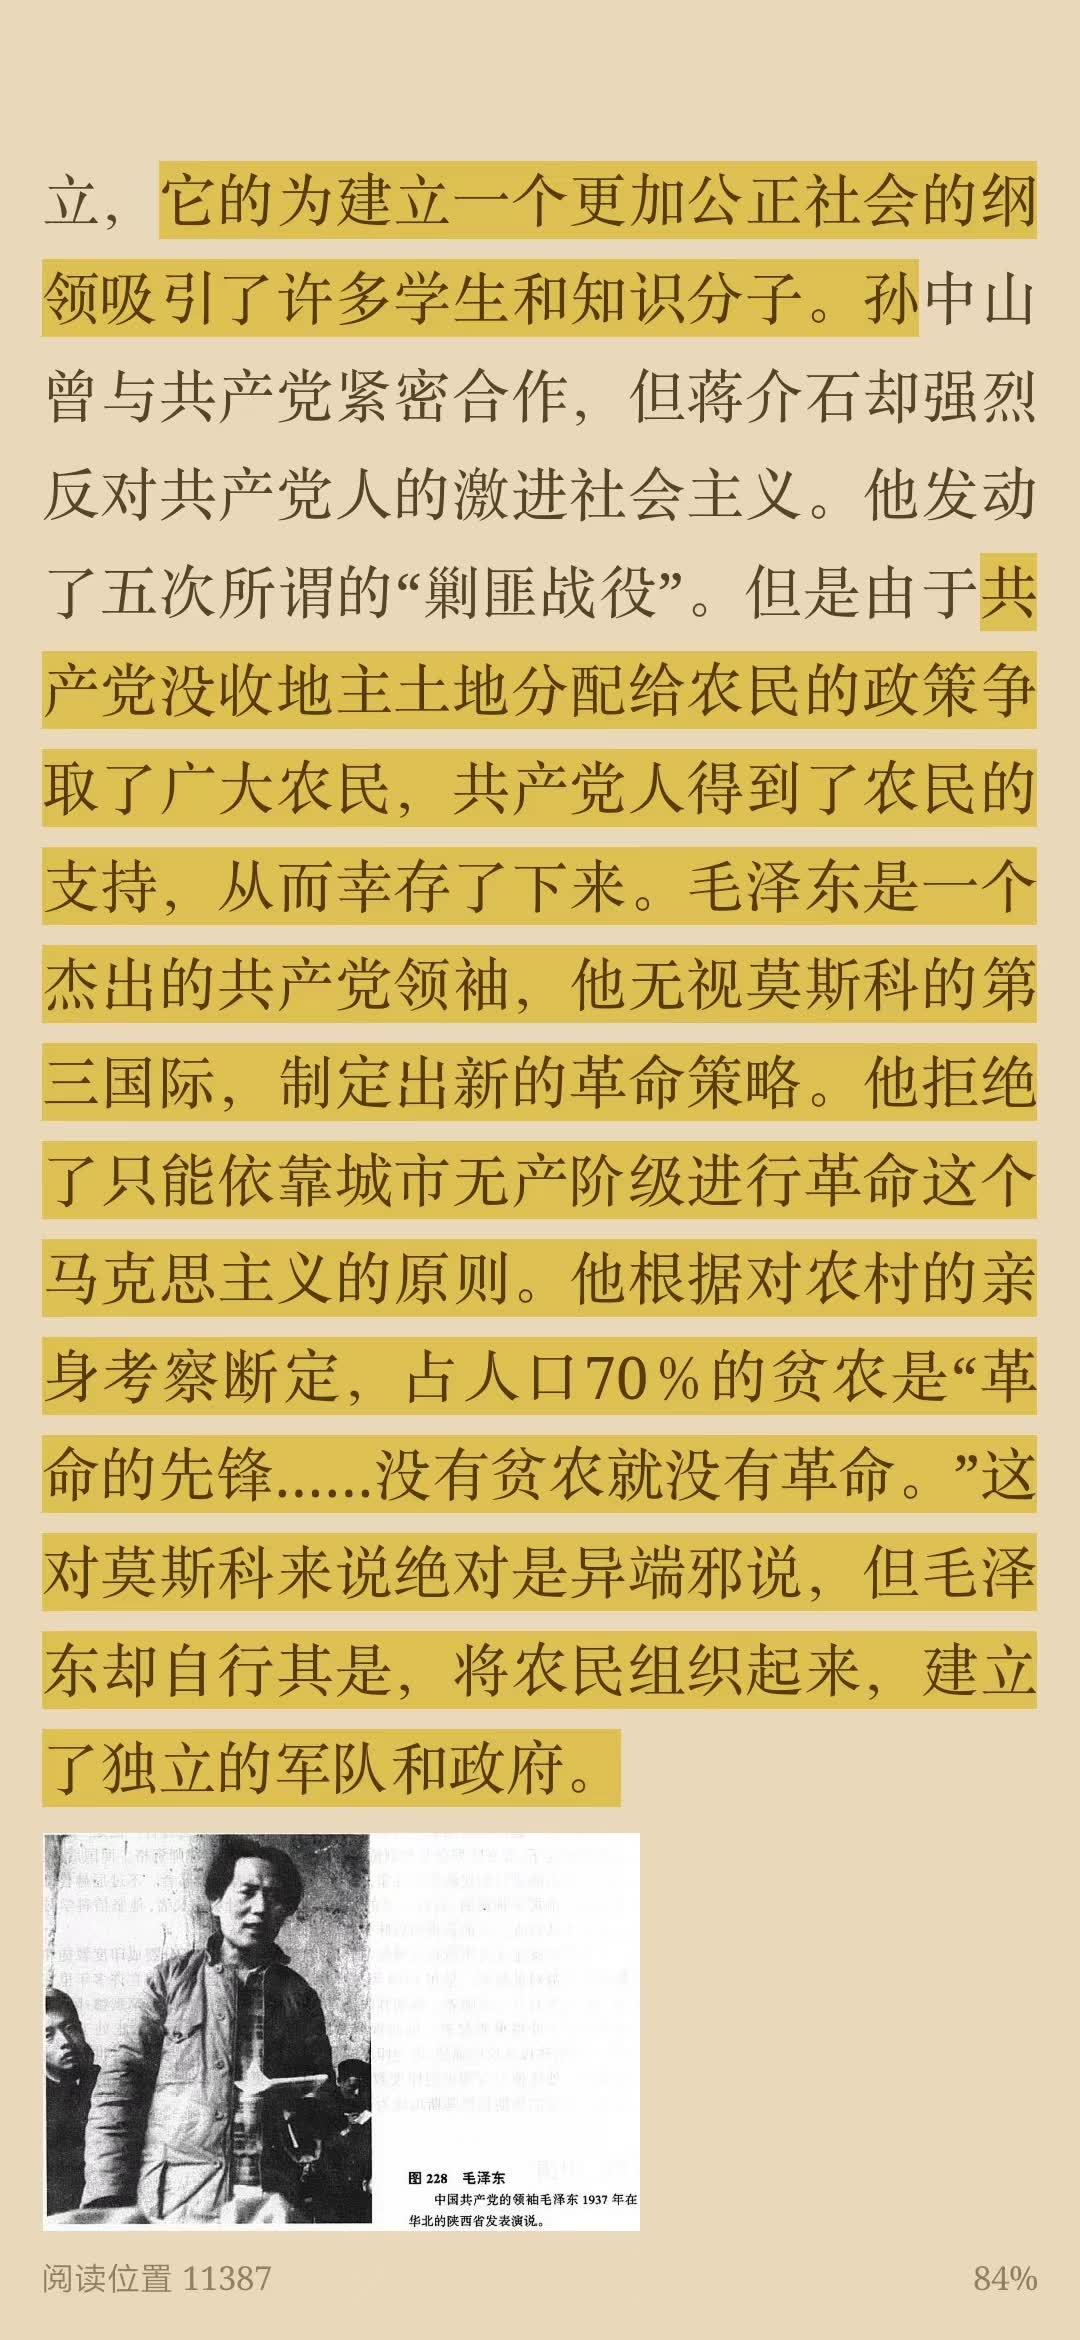 立，它的为建立一个更加公正社会的纲
领吸引了许多学生和知识分子。孙中山
曾与共产党紧密合作，但蒋介石却强烈
反对共产党人的激进社会主义。他发动
了五次所谓的“剿匪战役”。但是由于共
产党没收地主土地分配给农民的政策争
取了广大农民，共产党人得到了农民的
支持，从而幸存了下来。毛泽东是一个
杰出的共产党领袖，他无视莫斯科的第
三国际，制定出新的革命策略。他拒绝
了只能依靠城市无产阶级进行革命这个
马克思主义的原则。他根据对农村的亲
身考察断定，占人口70％的贫农是“革
命的先锋……没有贫农就没有革命。”这
对莫斯科来说绝对是异端邪说，但毛泽
东却自行其是，将农民组织起来，建立
了独立的军队和政府。
图 228 毛泽东
中国共产党的领袖毛泽东 1937 年在
华北的陕西省发表演说。
阅读位置 11387
84%